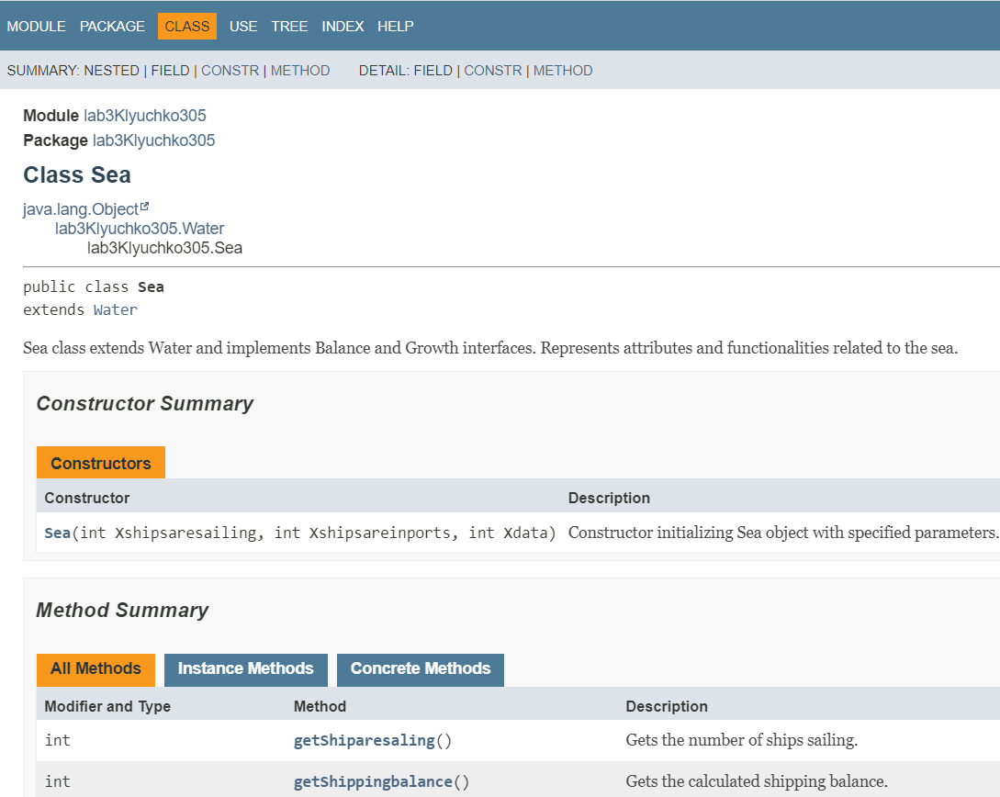 MODULE PACKAGE CLASS USE TREE INDEX HELP
SUMMARY: NESTED | FIELD | CONSTR | METHOD DETAIL: FIELD | CONSTR | METHOD
Module lab3Klyuchko305
Package lab3Klyuchko305
Class Sea
java.lang.Object
lab3Klyuchko305.Water
lab3Klyuchko305.Sea
public class Sea
extends Water
Sea class extends Water and implements Balance and Growth interfaces. Represents attributes and functionalities related to the sea.
Constructor Summary
Constructors
Constructor Description
Sea(int Xshipsaresailing, int Xshipsareinports, int Xdata) Constructor initializing Sea object with specified parameters.
Method Summary
All Methods Instance Methods Concrete Methods
Modifier and Type Method Description
int getShiparesaling() Gets the number of ships sailing.
int getShippingbalance() Gets the calculated shipping balance.